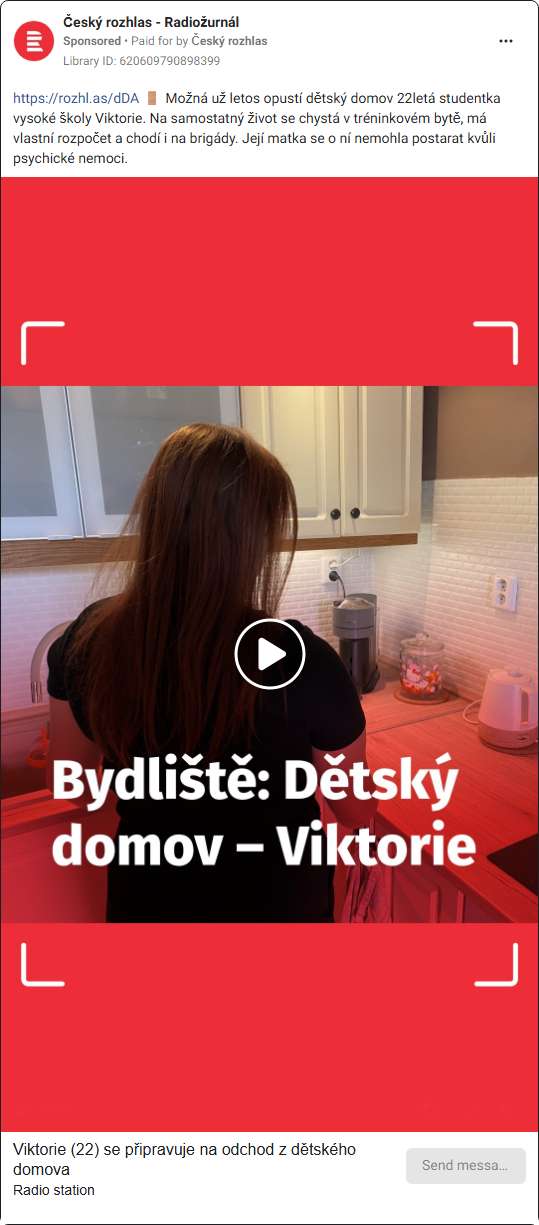 Český rozhlas - Radiožurnál
Sponsored • Paid for by Český rozhlas
Library ID: 620609790898399
https://rozhl.as/dDA 🚪 Možná už letos opustí dětský domov 22letá studentka
vysoké školy Viktorie. Na samostatný život se chystá v tréninkovém bytě, má
vlastní rozpočet a chodí i na brigády. Její matka se o ní nemohla postarat kvůli
psychické nemoci.
Bydliště: Dětský
domov – Viktorie
Viktorie (22) se připravuje na odchod z dětského
domova
Radio station
Send messa...